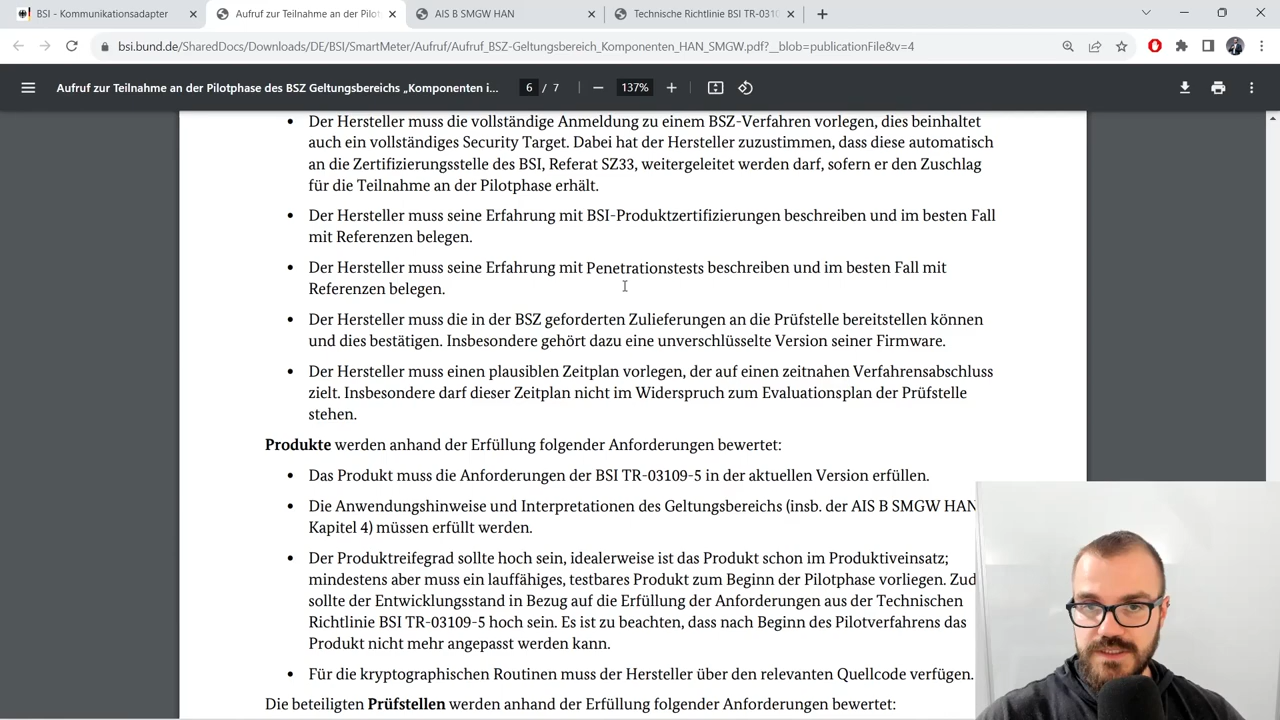 BSI - Kommunikationsadapter
Aufruf zur Teilnahme an der Pilot
AIS B SMGW HAN
Technische Richtlinie BSI TR-0310
bsi.bund.de/SharedDocs/Downloads/DE/BSI/SmartMeter/Aufruf/Aufruf_BSZ-Geltungsbereich_Komponenten_HAN_SMGW.pdf?__blob=publicationFile&v=4
Aufruf zur Teilnahme an der Pilotphase des BSZ Geltungsbereichs „Komponenten i...
6 / 7
137%
• Der Hersteller muss die vollständige Anmeldung zu einem BSZ-Verfahren vorlegen, dies beinhaltet
auch ein vollständiges Security Target. Dabei hat der Hersteller zuzustimmen, dass diese automatisch
an die Zertifizierungsstelle des BSI, Referat SZ33, weitergeleitet werden darf, sofern er den Zuschlag
für die Teilnahme an der Pilotphase erhält.
• Der Hersteller muss seine Erfahrung mit BSI-Produktzertifizierungen beschreiben und im besten Fall
mit Referenzen belegen.
• Der Hersteller muss seine Erfahrung mit Penetrationstests beschreiben und im besten Fall mit
Referenzen belegen.
• Der Hersteller muss die in der BSZ geforderten Zulieferungen an die Prüfstelle bereitstellen können
und dies bestätigen. Insbesondere gehört dazu eine unverschlüsselte Version seiner Firmware.
• Der Hersteller muss einen plausiblen Zeitplan vorlegen, der auf einen zeitnahen Verfahrensabschluss
zielt. Insbesondere darf dieser Zeitplan nicht im Widerspruch zum Evaluationsplan der Prüfstelle
stehen.
Produkte werden anhand der Erfüllung folgender Anforderungen bewertet:
• Das Produkt muss die Anforderungen der BSI TR-03109-5 in der aktuellen Version erfüllen.
• Die Anwendungshinweise und Interpretationen des Geltungsbereichs (insb. der AIS B SMGW HAN
Kapitel 4) müssen erfüllt werden.
• Der Produktreifegrad sollte hoch sein, idealerweise ist das Produkt schon im Produktiveinsatz;
mindestens aber muss ein lauffähiges, testbares Produkt zum Beginn der Pilotphase vorliegen. Zud
sollte der Entwicklungsstand in Bezug auf die Erfüllung der Anforderungen aus der Technischen
Richtlinie BSI TR-03109-5 hoch sein. Es ist zu beachten, dass nach Beginn des Pilotverfahrens das
Produkt nicht mehr angepasst werden kann.
• Für die kryptographischen Routinen muss der Hersteller über den relevanten Quellcode verfügen.
Die beteiligten Prüfstellen werden anhand der Erfüllung folgender Anforderungen bewertet: